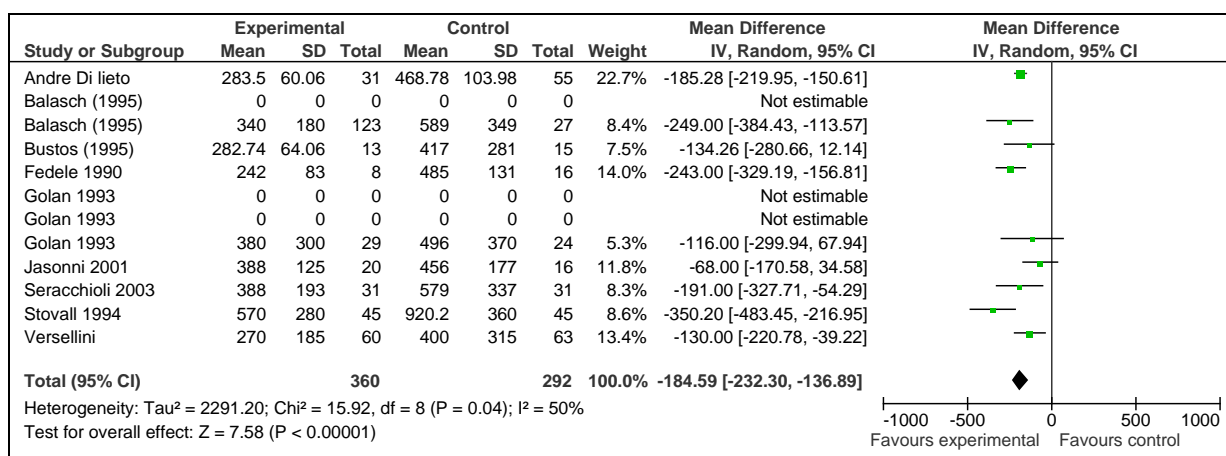 Experimental Control Mean Difference Mean Difference
Study or Subgroup Mean SD Total Mean SD Total Weight IV, Random, 95% CI IV, Random, 95% CI
Andre Di lieto 283.5 60.06 31 468.78 103.98 55 22.7% -185.28 [-219.95, -150.61]
Balasch (1995) 0 0 0 0 0 0 Not estimable
Balasch (1995) 340 180 123 589 349 27 8.4% -249.00 [-384.43, -113.57]
Bustos (1995) 282.74 64.06 13 417 281 15 7.5% -134.26 [-280.66, 12.14]
Fedele 1990 242 83 8 485 131 16 14.0% -243.00 [-329.19, -156.81]
Golan 1993 0 0 0 0 0 0 Not estimable
Golan 1993 0 0 0 0 0 0 Not estimable
Golan 1993 380 300 29 496 370 24 5.3% -116.00 [-299.94, 67.94]
Jasonni 2001 388 125 20 456 177 16 11.8% -68.00 [-170.58, 34.58]
Seracchioli 2003 388 193 31 579 337 31 8.3% -191.00 [-327.71, -54.29]
Stovall 1994 570 280 45 920.2 360 45 8.6% -350.20 [-483.45, -216.95]
Versellini 270 185 60 400 315 63 13.4% -130.00 [-220.78, -39.22]
Total (95% CI) 360 292 100.0% -184.59 [-232.30, -136.89]
Heterogeneity: Tau² = 2291.20; Chi² = 15.92, df = 8 (P = 0.04); I² = 50%
Test for overall effect: Z = 7.58 (P < 0.00001)
-1000 -500 0 500 1000
Favours experimental Favours control